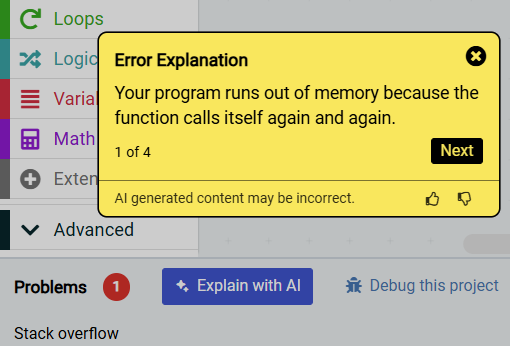 Loops
Error Explanation
Logic
Your program runs out of memory because the
Variab
function calls itself again and again.
Math
1 of 4
Next
Exten
AI generated content may be incorrect.
Advanced
Problems
1
Explain with AI
Debug this project
Stack overflow